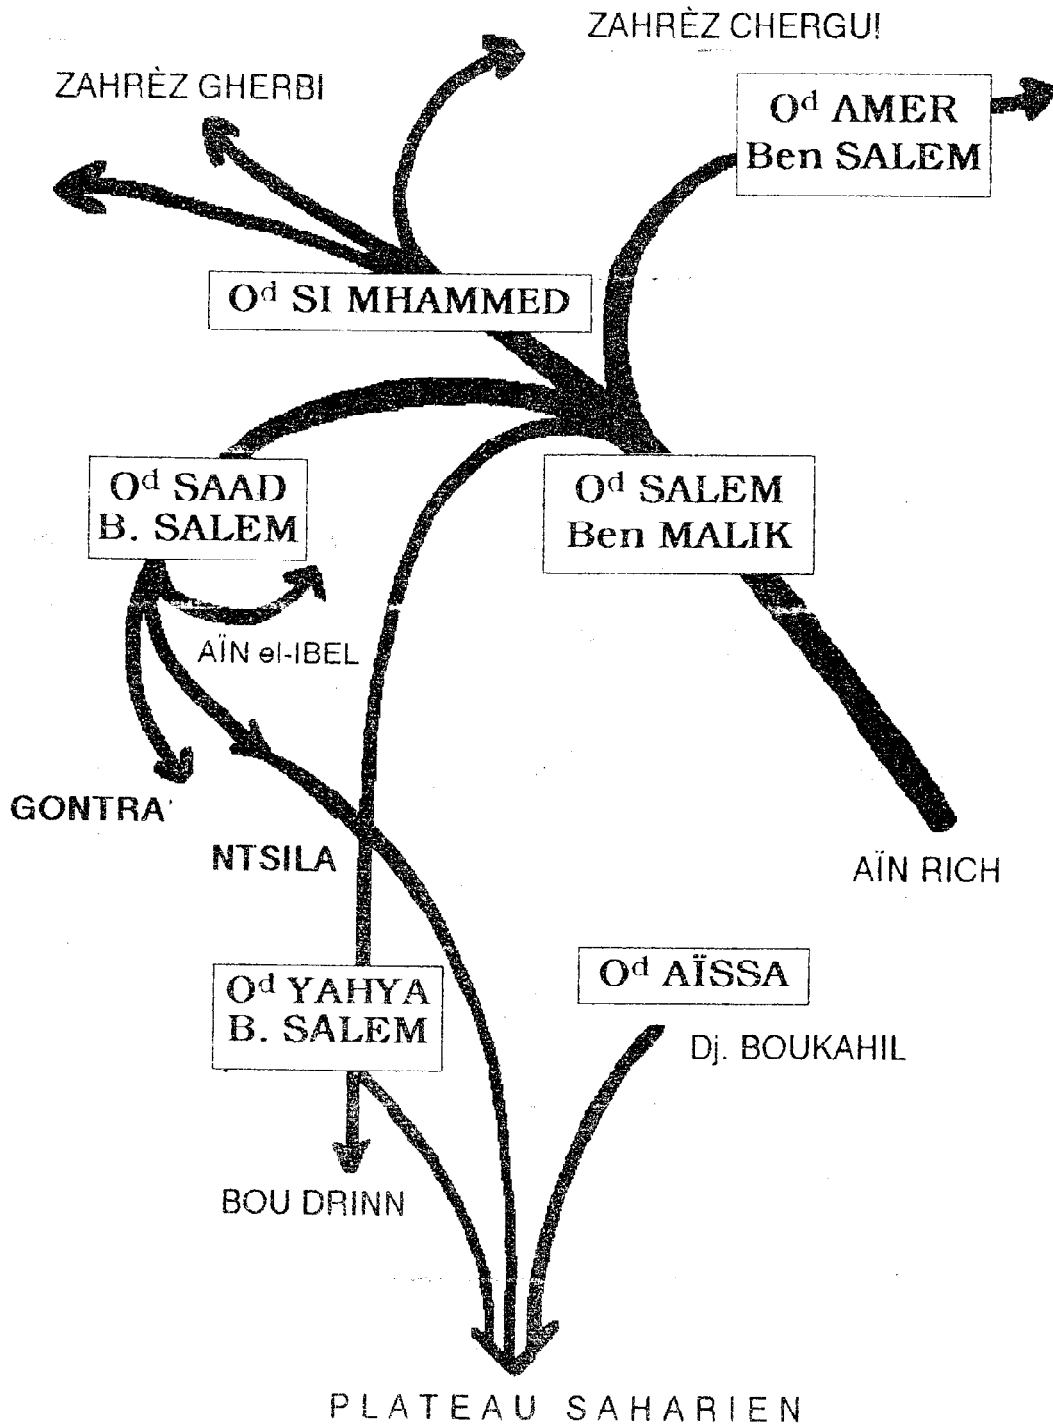 ZAHRÈZ CHERGUI
ZAHRÈZ GHERBI
Oᵈ AMER
Ben SALEM
Oᵈ SI MHAMMED
Oᵈ SAAD
B. SALEM
Oᵈ SALEM
Ben MALIK
AÏN el-IBEL
GONTRA
NTSILA
AÏN RICH
Oᵈ YAHYA
B. SALEM
Oᵈ AÏSSA
Dj. BOUKAHIL
BOU DRINN
PLATEAU SAHARIEN